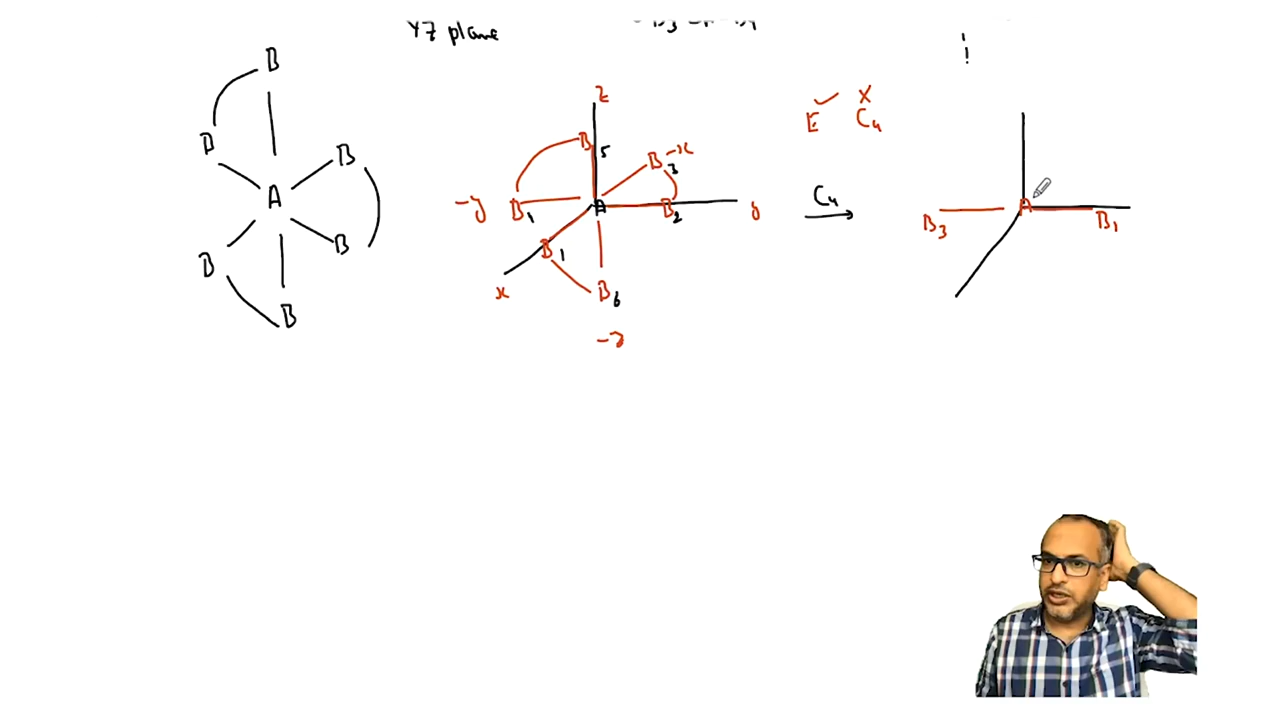 YZ plane
!
B
B
B
A
B
B
B
z
B 5
B 3 -x
-y B 1
A
B 2 y
B 1
x
B 6
E ✓
C4 X
C4
B3 A B1